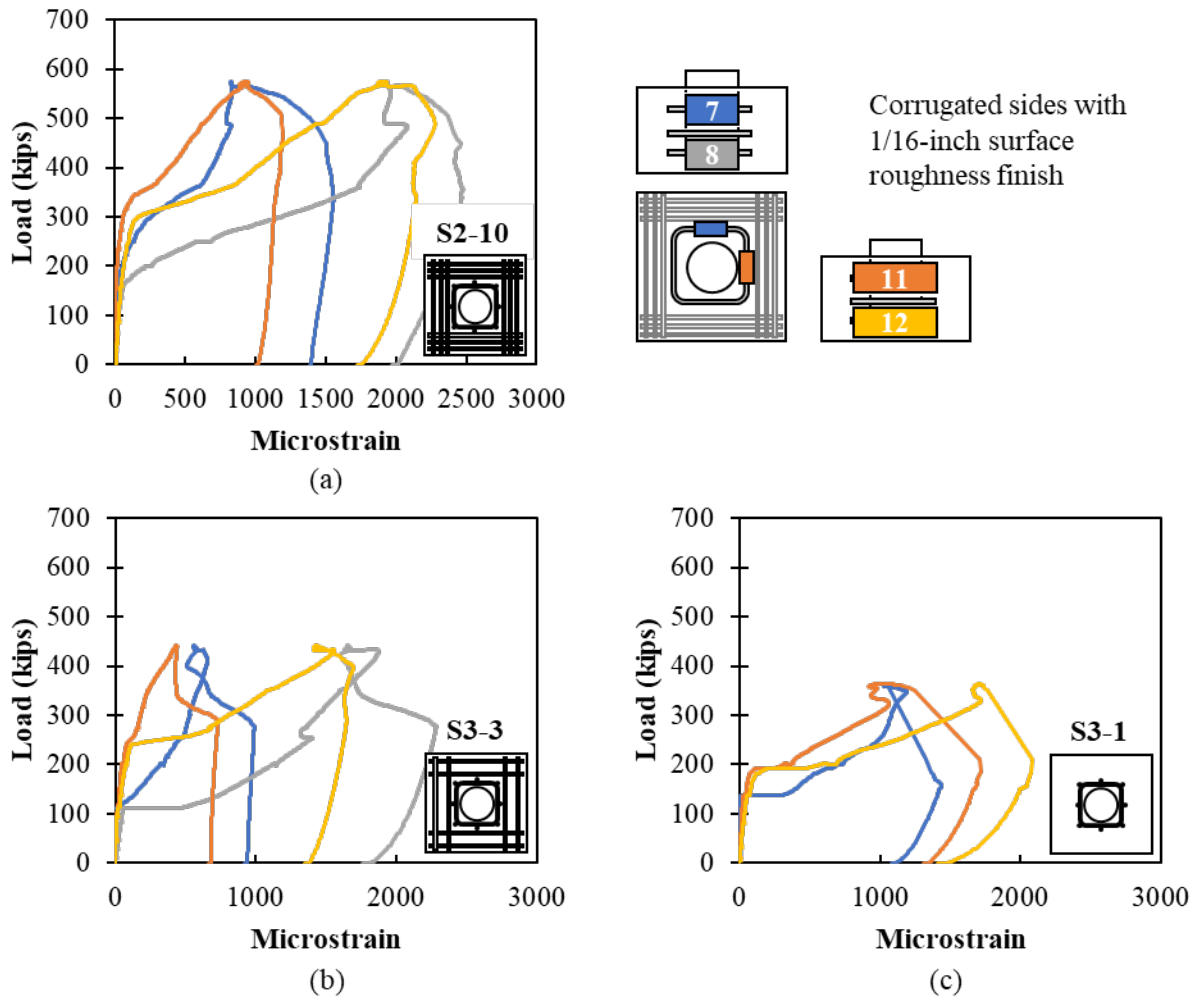 700
600
500
400
300
200
100
0
Load (kips)
0 500 1000 1500 2000 2500 3000
Microstrain
S2-10
(a)
7
8
11
12
Corrugated sides with
1/16-inch surface
roughness finish
700
600
500
400
300
200
100
0
Load (kips)
0 1000 2000 3000
Microstrain
S3-3
(b)
700
600
500
400
300
200
100
0
Load (kips)
0 1000 2000 3000
Microstrain
S3-1
(c)